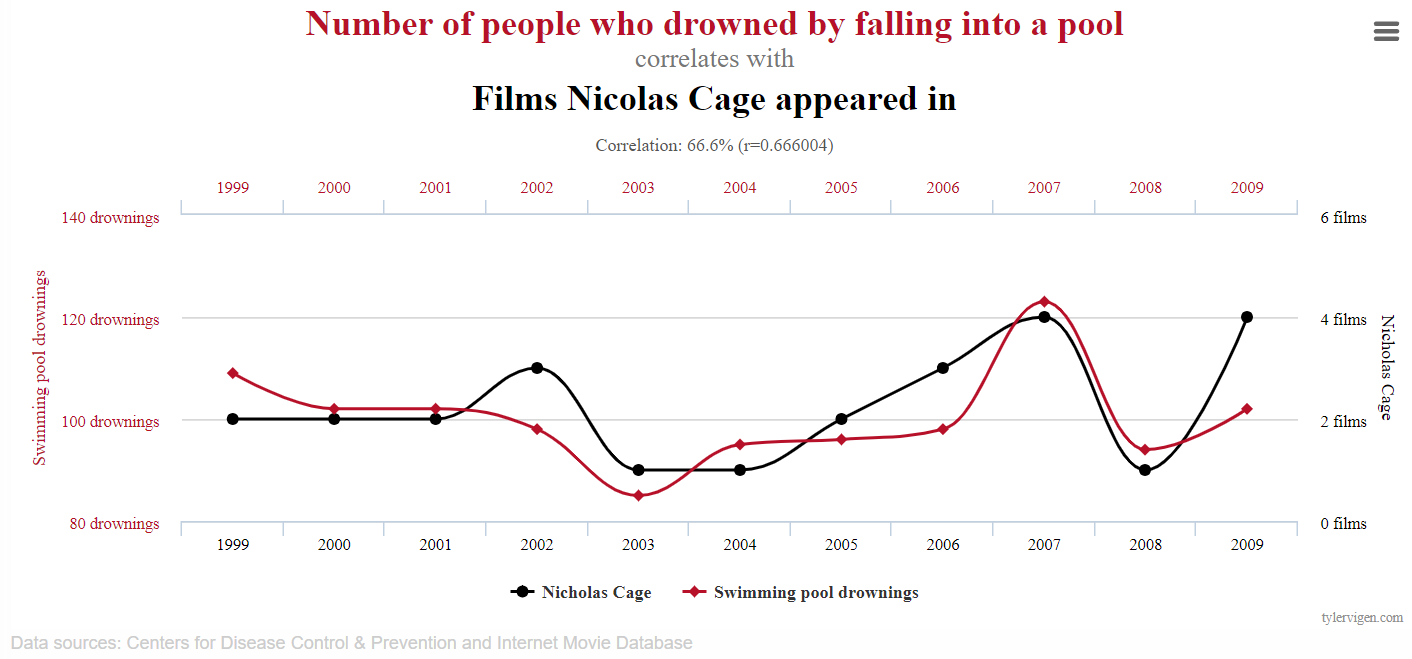 Number of people who drowned by falling into a pool
correlates with
Films Nicolas Cage appeared in
Correlation: 66.6% (r=0.666004)
1999 2000 2001 2002 2003 2004 2005 2006 2007 2008 2009
140 drownings 6 films
120 drownings 4 films
100 drownings 2 films
80 drownings 0 films
Swimming pool drownings
Nicholas Cage
1999 2000 2001 2002 2003 2004 2005 2006 2007 2008 2009
Nicholas Cage Swimming pool drownings
tylervigen.com
Data sources: Centers for Disease Control & Prevention and Internet Movie Database